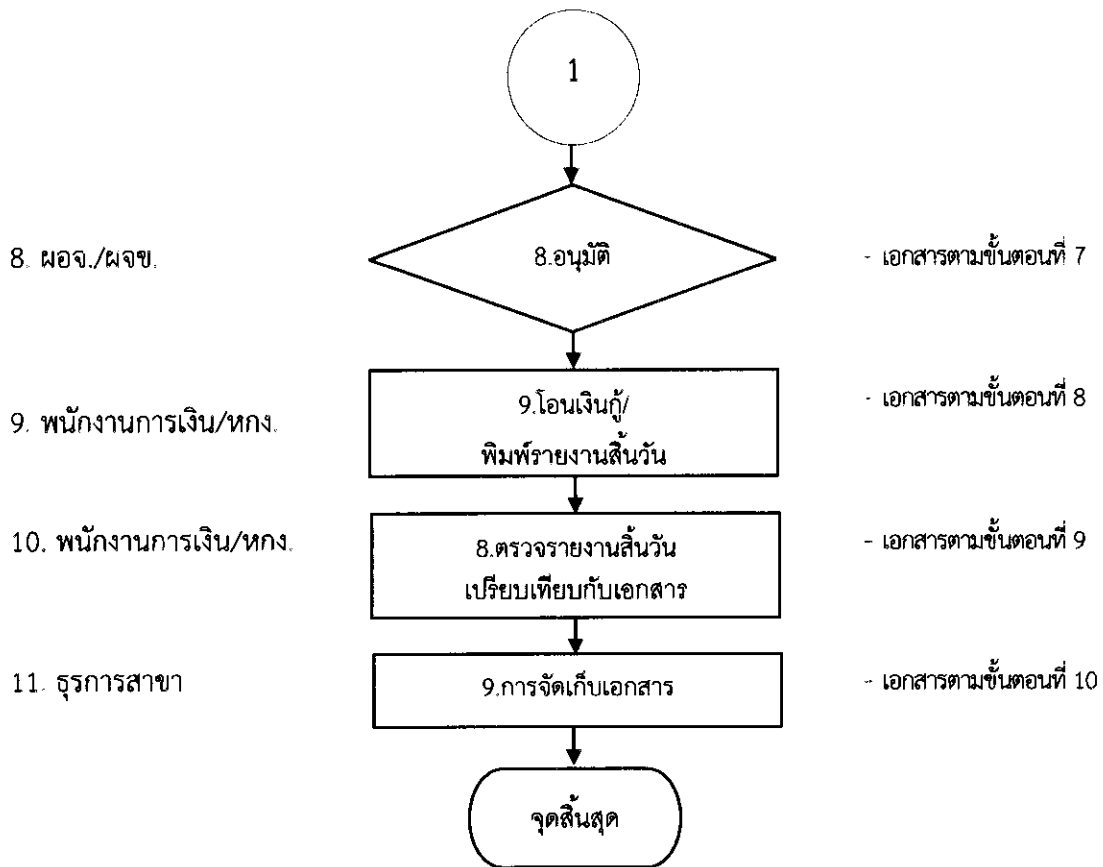 1
8. ผอจ./ผจข.
8.อนุมัติ
- เอกสารตามขั้นตอนที่ 7
9. พนักงานการเงิน/หกง.
9.โอนเงินกู้/
พิมพ์รายงานสิ้นวัน
- เอกสารตามขั้นตอนที่ 8
10. พนักงานการเงิน/หกง.
8.ตรวจรายงานสิ้นวัน
เปรียบเทียบกับเอกสาร
- เอกสารตามขั้นตอนที่ 9
11. ธุรการสาขา
9.การจัดเก็บเอกสาร
- เอกสารตามขั้นตอนที่ 10
จุดสิ้นสุด